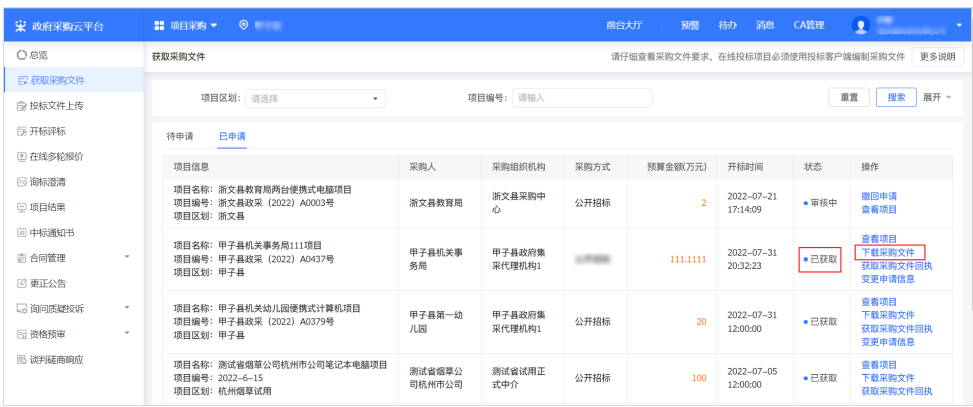 政府采购云平台
项目采购
前台大厅 预警 待办 消息 CA管理
总览
获取采购文件
投标文件上传
开标评标
在线多轮报价
询标澄清
项目结果
中标通知书
合同管理
更正公告
询问质疑投诉
资格预审
谈判磋商响应
获取采购文件 请仔细查看采购文件要求，在线投标项目必须使用投标客户端编制采购文件 更多说明
项目区划： 请选择 项目编号： 请输入 重置 搜索 展开
待申请 已申请
项目信息 采购人 采购组织机构 采购方式 预算金额(万元) 开标时间 状态 操作
项目名称：浙文县教育局两台便携式电脑项目
项目编号：浙文县政采（2022）A0003号
项目区划：浙文县
浙文县教育局
浙文县采购中
心
公开招标
2
2022-07-21
17:14:09
审核中
撤回申请
查看项目
项目名称：甲子县机关事务局111项目
项目编号：甲子县政采（2022）A0437号
项目区划：甲子县
甲子县机关事
务局
甲子县政府集
采代理机构1
111.1111
2022-07-31
20:32:23
已获取
查看项目
下载采购文件
获取采购文件回执
变更申请信息
项目名称：甲子县机关幼儿园便携式计算机项目
项目编号：甲子县政采（2022）A0379号
项目区划：甲子县
甲子县第一幼
儿园
甲子县政府集
采代理机构1
公开招标
20
2022-07-31
12:00:00
已获取
查看项目
下载采购文件
获取采购文件回执
变更申请信息
项目名称：测试省烟草公司杭州市公司笔记本电脑项目
项目编号：2022-6-15
项目区划：杭州烟草试用
测试省烟草公
司杭州市公司
测试省试用正
式中介
公开招标
100
2022-07-05
12:00:00
已获取
查看项目
下载采购文件
获取采购文件回执